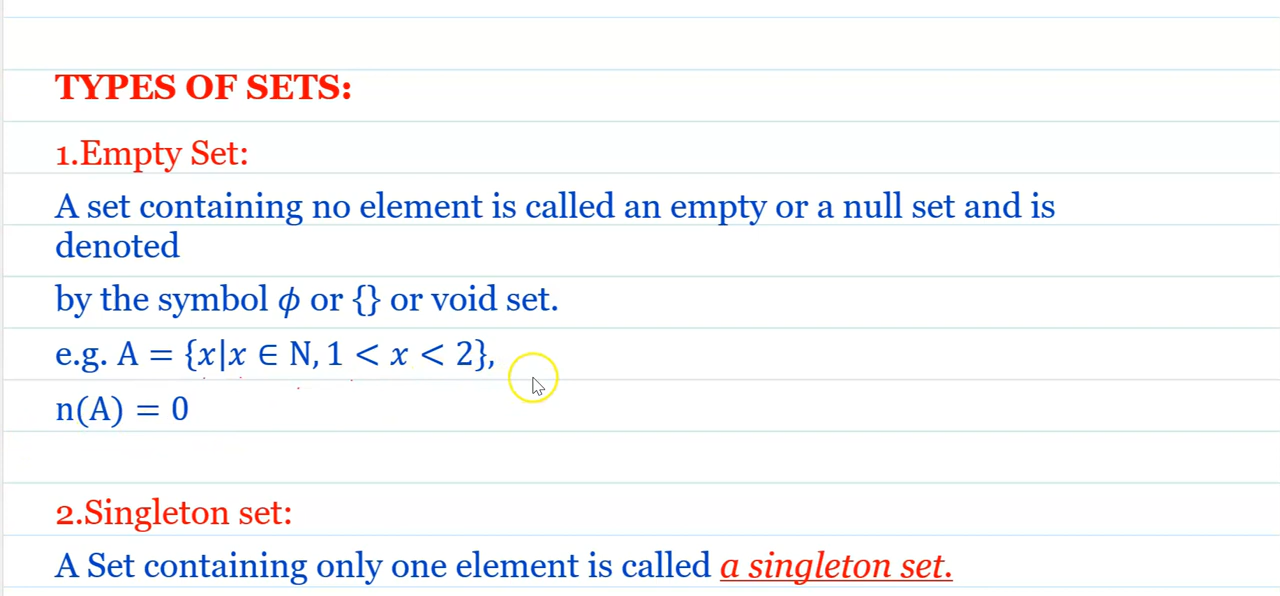 TYPES OF SETS:
1.Empty Set:
A set containing no element is called an empty or a null set and is
denoted
by the symbol ϕ or {} or void set.
e.g. A = {x|x ∈ N, 1 < x < 2},
n(A) = 0
2.Singleton set:
A Set containing only one element is called a singleton set.